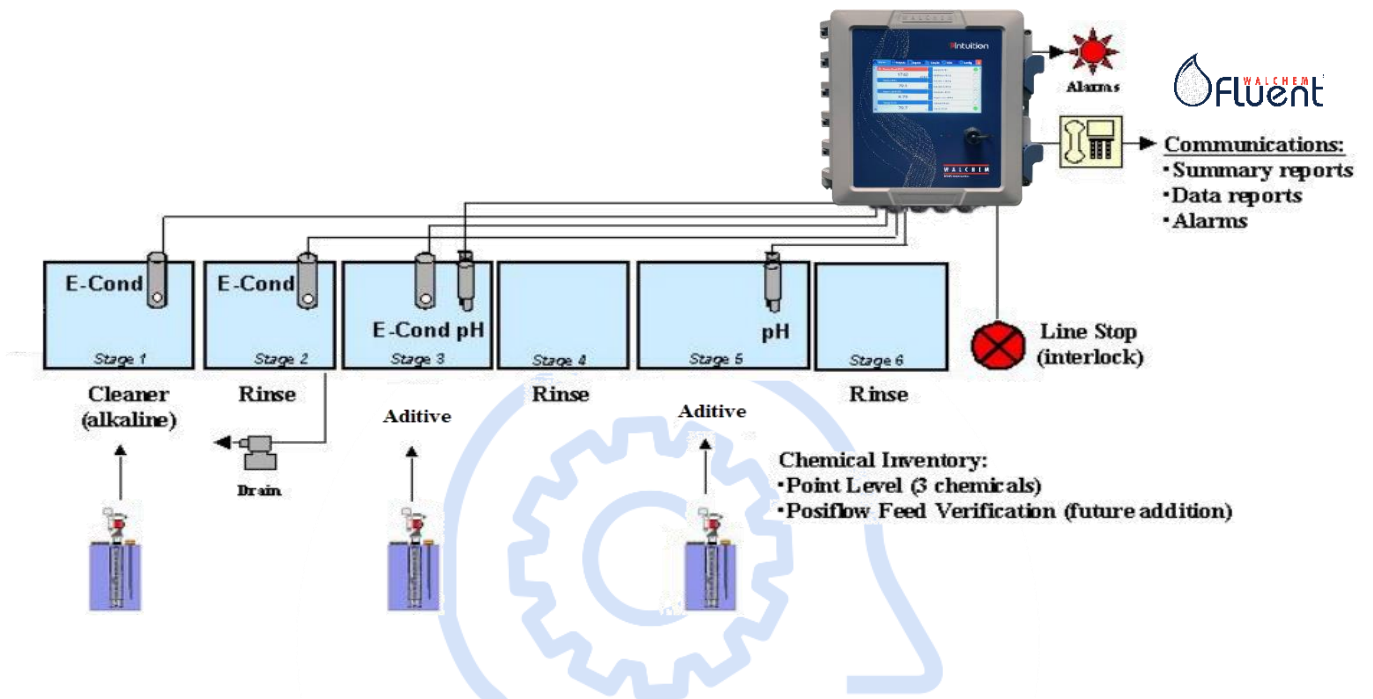 WALCHEM
intuition
Alarms
WALCHEM
Fluent
Communications:
•Summary reports
•Data reports
•Alarms
WALCHEM
E-Cond
E-Cond
E-Cond pH
pH
Stage 1
Stage 2
Stage 3
Stage 4
Stage 5
Stage 6
Line Stop
(interlock)
Cleaner
(alkaline)
Rinse
Aditive
Rinse
Aditive
Rinse
Drain
Chemical Inventory:
•Point Level (3 chemicals)
•Posiflow Feed Verification (future addition)